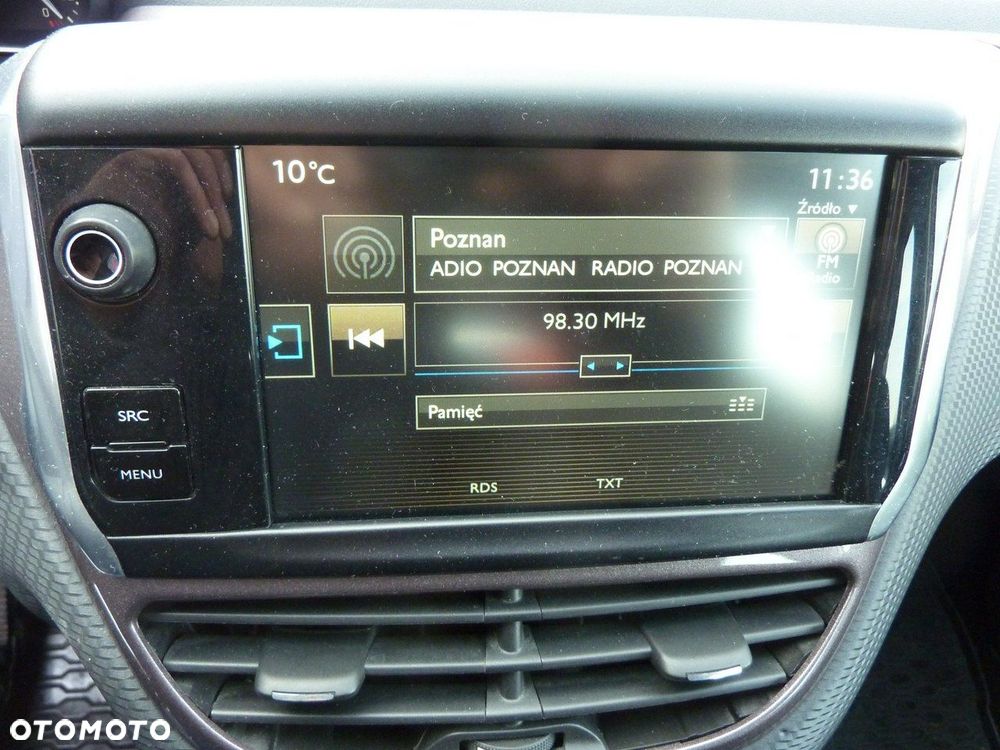 0
10°C
11:36
Źródło
Poznan
ADIO POZNAN RADIO POZNAN
FM
98.30 MHz
SRC
Pamięć
MENU
RDS
TXT
OTOMOTO